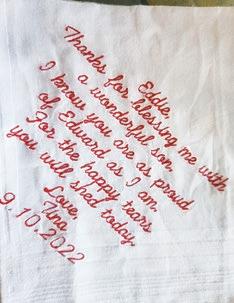 Eddie
Thanks for blessing me with
a wonderful son.
I know you are as proud
of Edward as I am.
For the happy tears
you will shed today.
Love,
Tina
9.10.2022